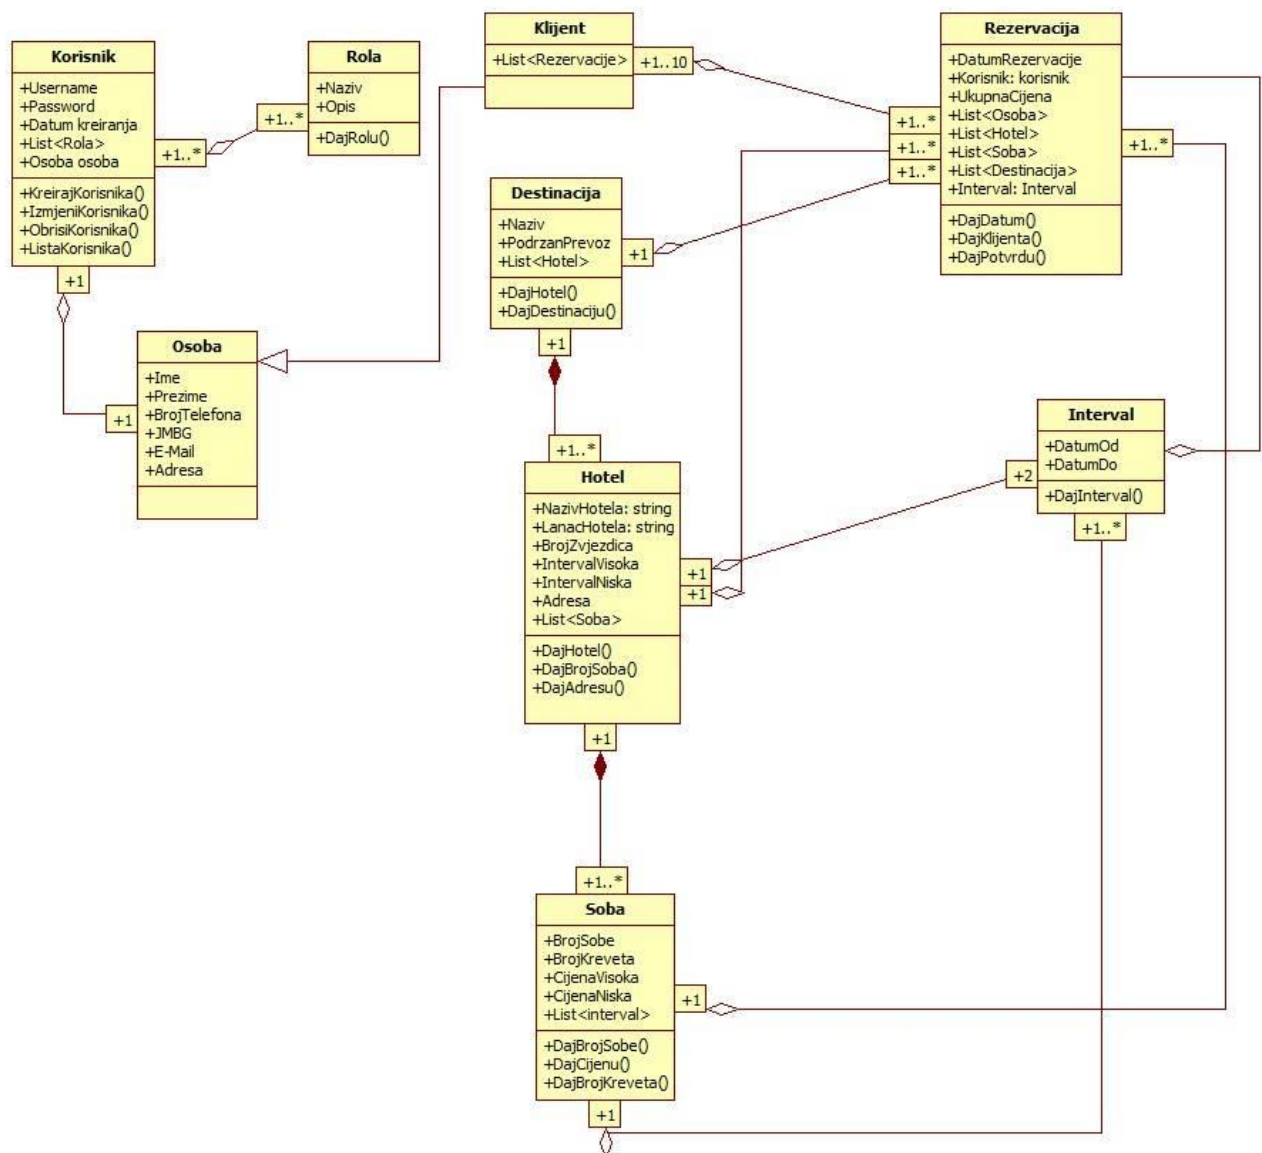 Korisnik
+Username
+Password
+Datum kreiranja
+List<Rola>
+Osoba osoba
+KreirajKorisnika()
+IzmjeniKorisnika()
+ObrisiKorisnika()
+ListaKorisnika()
+1..*
+1
Rola
+Naziv
+Opis
+DajRolu()
+1..*
Klijent
+List<Rezervacije>
+1..10
Rezervacija
+DatumRezervacije
+Korisnik: korisnik
+UkupnaCijena
+List<Osoba>
+List<Hotel>
+List<Soba>
+List<Destinacija>
+Interval: Interval
+DajDatum()
+DajKlijenta()
+DajPotvrdu()
+1..*
+1..*
+1..*
+1..*
Destinacija
+Naziv
+PodrzanPrevoz
+List<Hotel>
+DajHotel()
+DajDestinaciju()
+1
+1
Osoba
+Ime
+Prezime
+BrojTelefona
+JMBG
+E-Mail
+Adresa
+1
Interval
+DatumOd
+DatumDo
+DajInterval()
+2
+1..*
+1..*
Hotel
+NazivHotela: string
+LanacHotela: string
+BrojZvjezdica
+IntervalVisoka
+IntervalNiska
+Adresa
+List<Soba>
+DajHotel()
+DajBrojSoba()
+DajAdresu()
+1
+1
+1
+1..*
Soba
+BrojSobe
+BrojKreveta
+CijenaVisoka
+CijenaNiska
+List<interval>
+DajBrojSobe()
+DajCijenu()
+DajBrojKreveta()
+1
+1